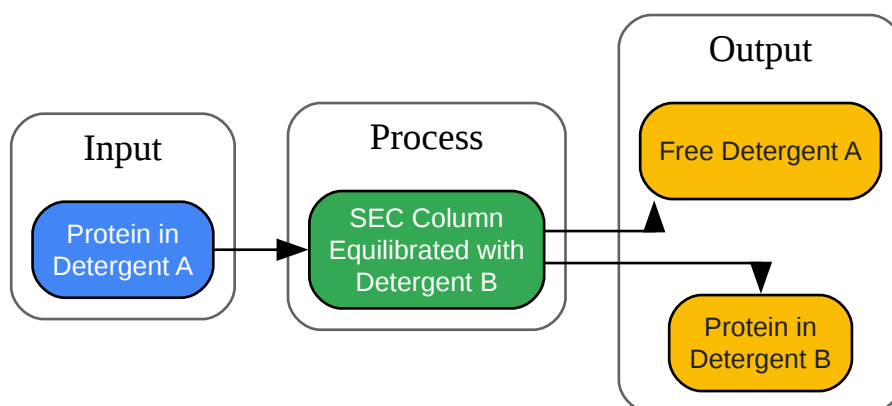 Input
Protein in
Detergent A
Process
SEC Column
Equilibrated with
Detergent B
Output
Free Detergent A
Protein in
Detergent B